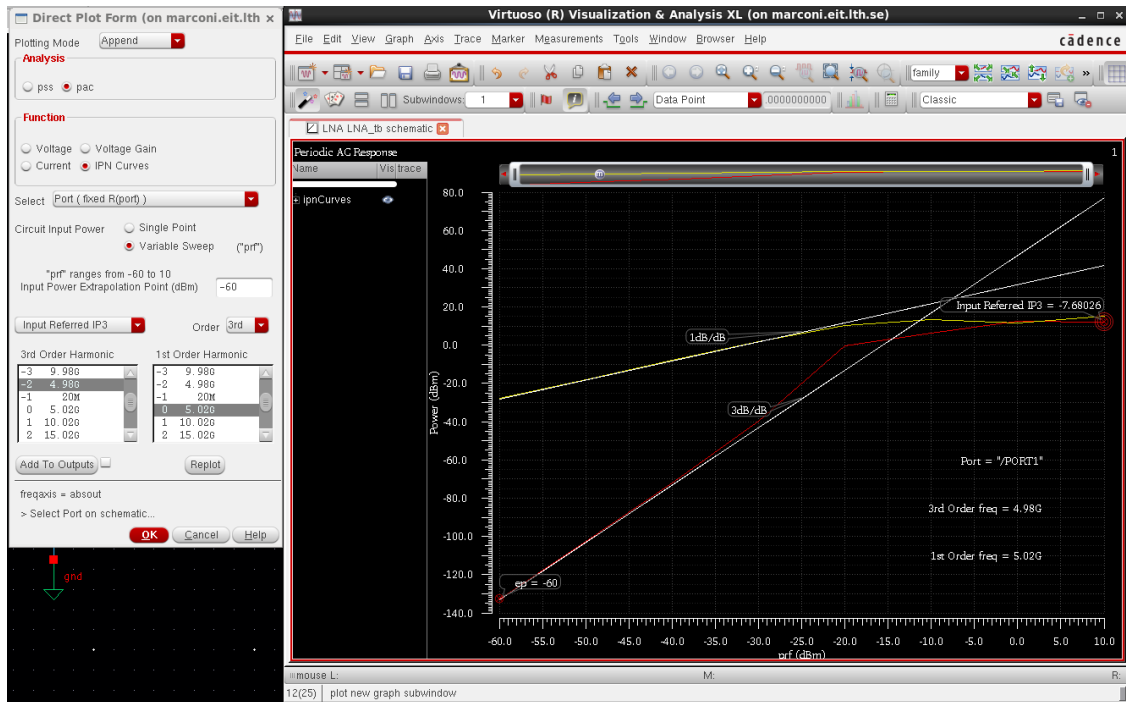 Direct Plot Form (on marconi.eit.lth ×
Plotting Mode Append
Analysis
pss pac
Function
Voltage Voltage Gain
Current IPN Curves
Select Port ( fixed R(port) )
Circuit Input Power Single Point
Variable Sweep ("prf")
"prf" ranges from -60 to 10
Input Power Extrapolation Point (dBm) -60
Input Referred IP3 Order 3rd
3rd Order Harmonic 1st Order Harmonic
-3 9.98G -3 9.98G
-2 4.98G -2 4.98G
-1 20M -1 20M
0 5.02G 0 5.02G
1 10.02G 1 10.02G
2 15.02G 2 15.02G
Add To Outputs Replot
freqaxis = absout
> Select Port on schematic...
OK Cancel Help
gnd
Virtuoso (R) Visualization & Analysis XL (on marconi.eit.lth.se)
File Edit View Graph Axis Trace Marker Measurements Tools Window Browser Help cādence
family »
Subwindows: 1 Data Point .0000000000 Classic
LNA LNA_tb schematic
Periodic AC Response 1
Name Vis trace
ipnCurves
80.0
60.0
40.0
20.0
0.0
-20.0
-40.0
-60.0
-80.0
-100.0
-120.0
-140.0
Power (dBm)
Input Referred IP3 = -7.68026
1dB/dB
3dB/dB
Port = "/PORT1"
3rd Order freq = 4.98G
1st Order freq = 5.02G
ep = -60
-60.0 -55.0 -50.0 -45.0 -40.0 -35.0 -30.0 -25.0 -20.0 -15.0 -10.0 -5.0 0.0 5.0 10.0
prf (dBm)
mouse L: M: R:
12(25) plot new graph subwindow